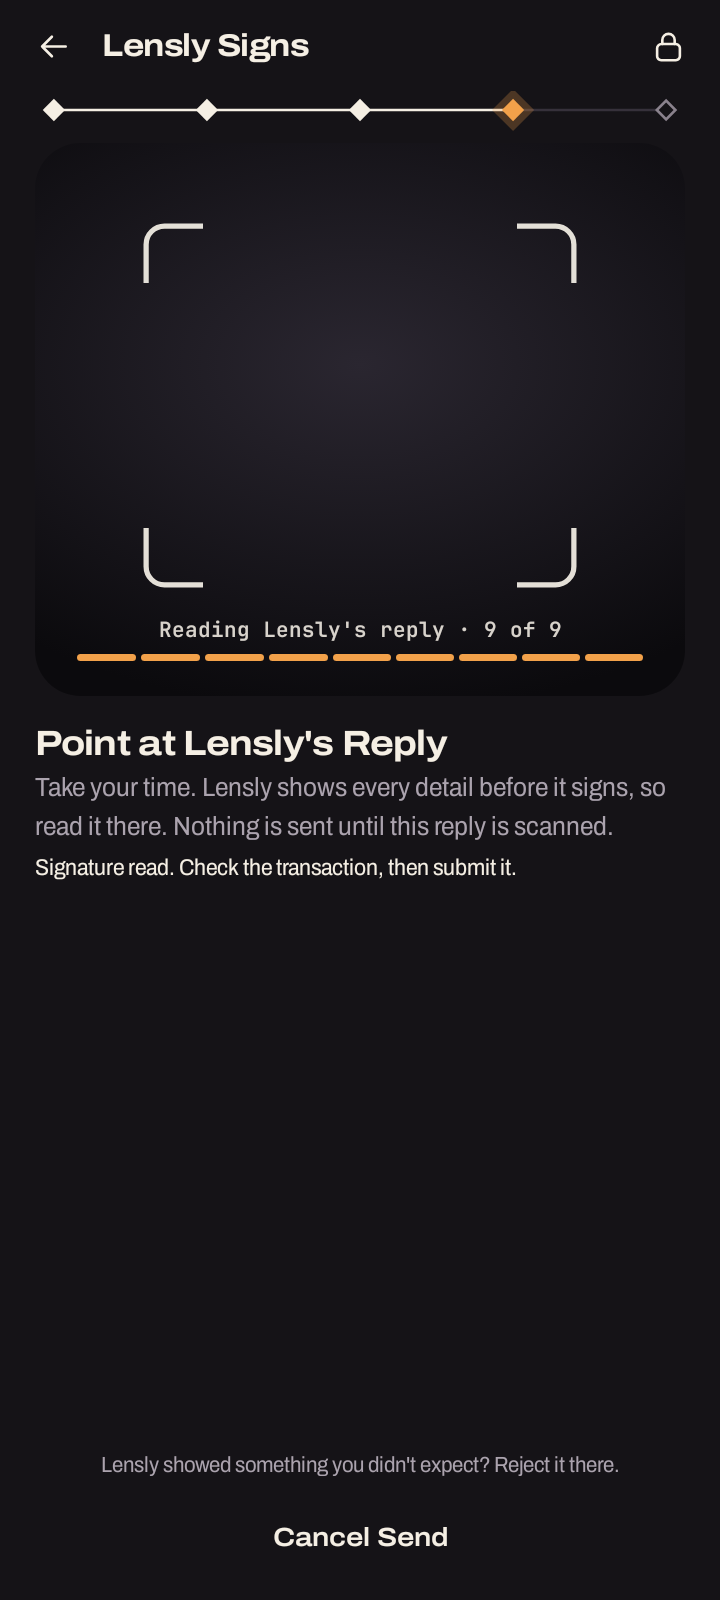 Lensly Signs
Reading Lensly's reply · 9 of 9
Point at Lensly's Reply
Take your time. Lensly shows every detail before it signs, so
read it there. Nothing is sent until this reply is scanned.
Signature read. Check the transaction, then submit it.
Lensly showed something you didn't expect? Reject it there.
Cancel Send